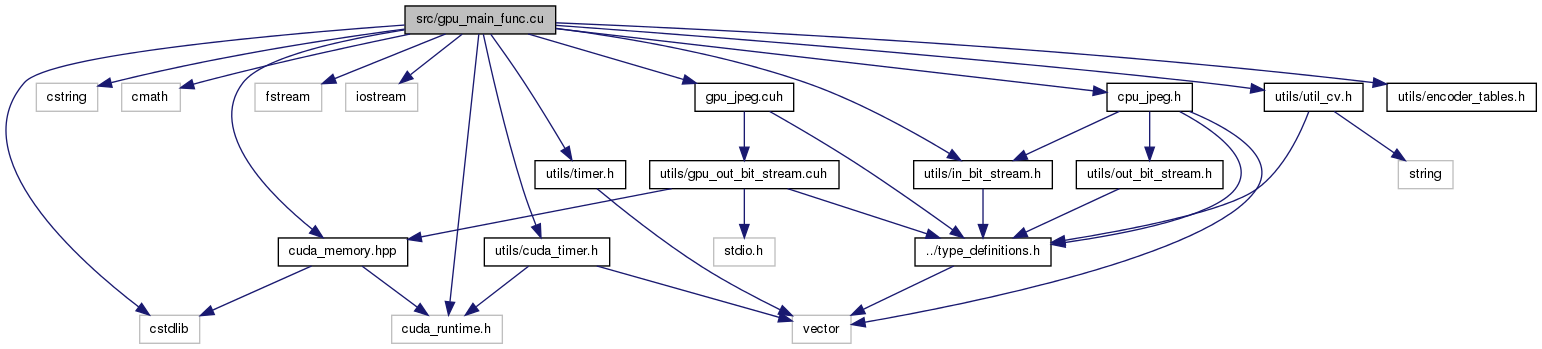 src/gpu_main_func.cu
cstring
cmath
fstream
iostream
gpu_jpeg.cuh
cpu_jpeg.h
utils/util_cv.h
utils/encoder_tables.h
utils/timer.h
utils/gpu_out_bit_stream.cuh
utils/in_bit_stream.h
utils/out_bit_stream.h
string
cuda_memory.hpp
utils/cuda_timer.h
stdio.h
../type_definitions.h
cstdlib
cuda_runtime.h
vector